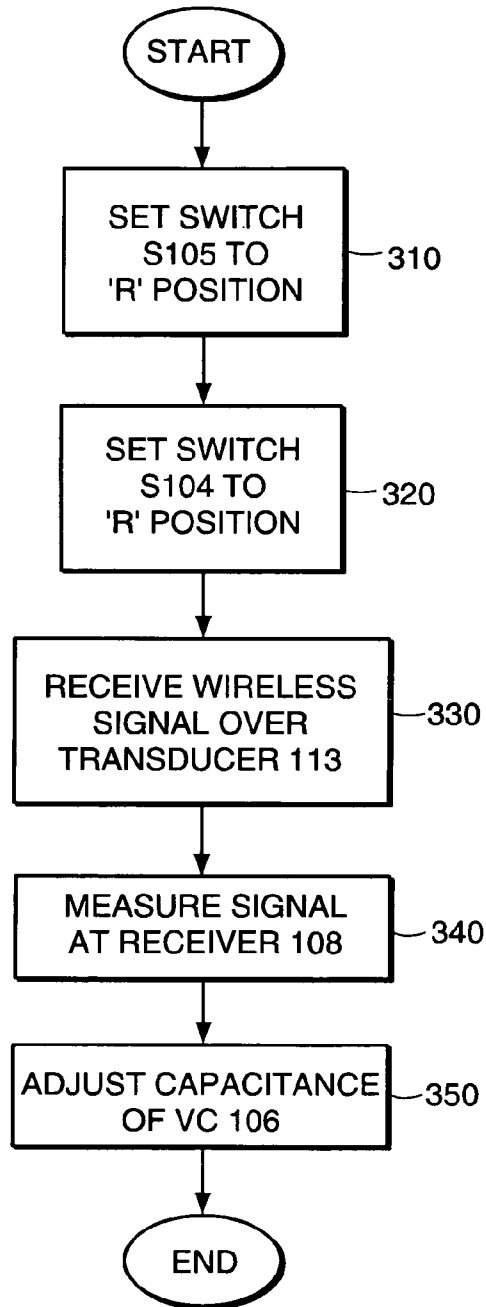 START
SET SWITCH
S105 TO
'R' POSITION
310
SET SWITCH
S104 TO
'R' POSITION
320
RECEIVE WIRELESS
SIGNAL OVER
TRANSDUCER 113
330
MEASURE SIGNAL
AT RECEIVER 108
340
ADJUST CAPACITANCE
OF VC 106
350
END